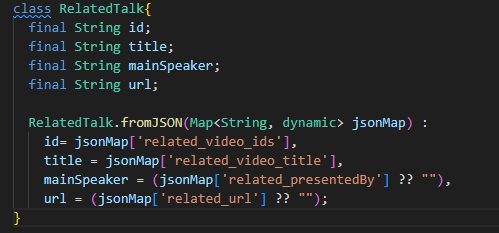 class RelatedTalk{
  final String id;
  final String title;
  final String mainSpeaker;
  final String url;
  RelatedTalk.fromJSON(Map<String, dynamic> jsonMap) :
    id= jsonMap['related_video_ids'],
    title = jsonMap['related_video_title'],
    mainSpeaker = (jsonMap['related_presentedBy'] ?? ""),
    url = (jsonMap['related_url'] ?? "");
}